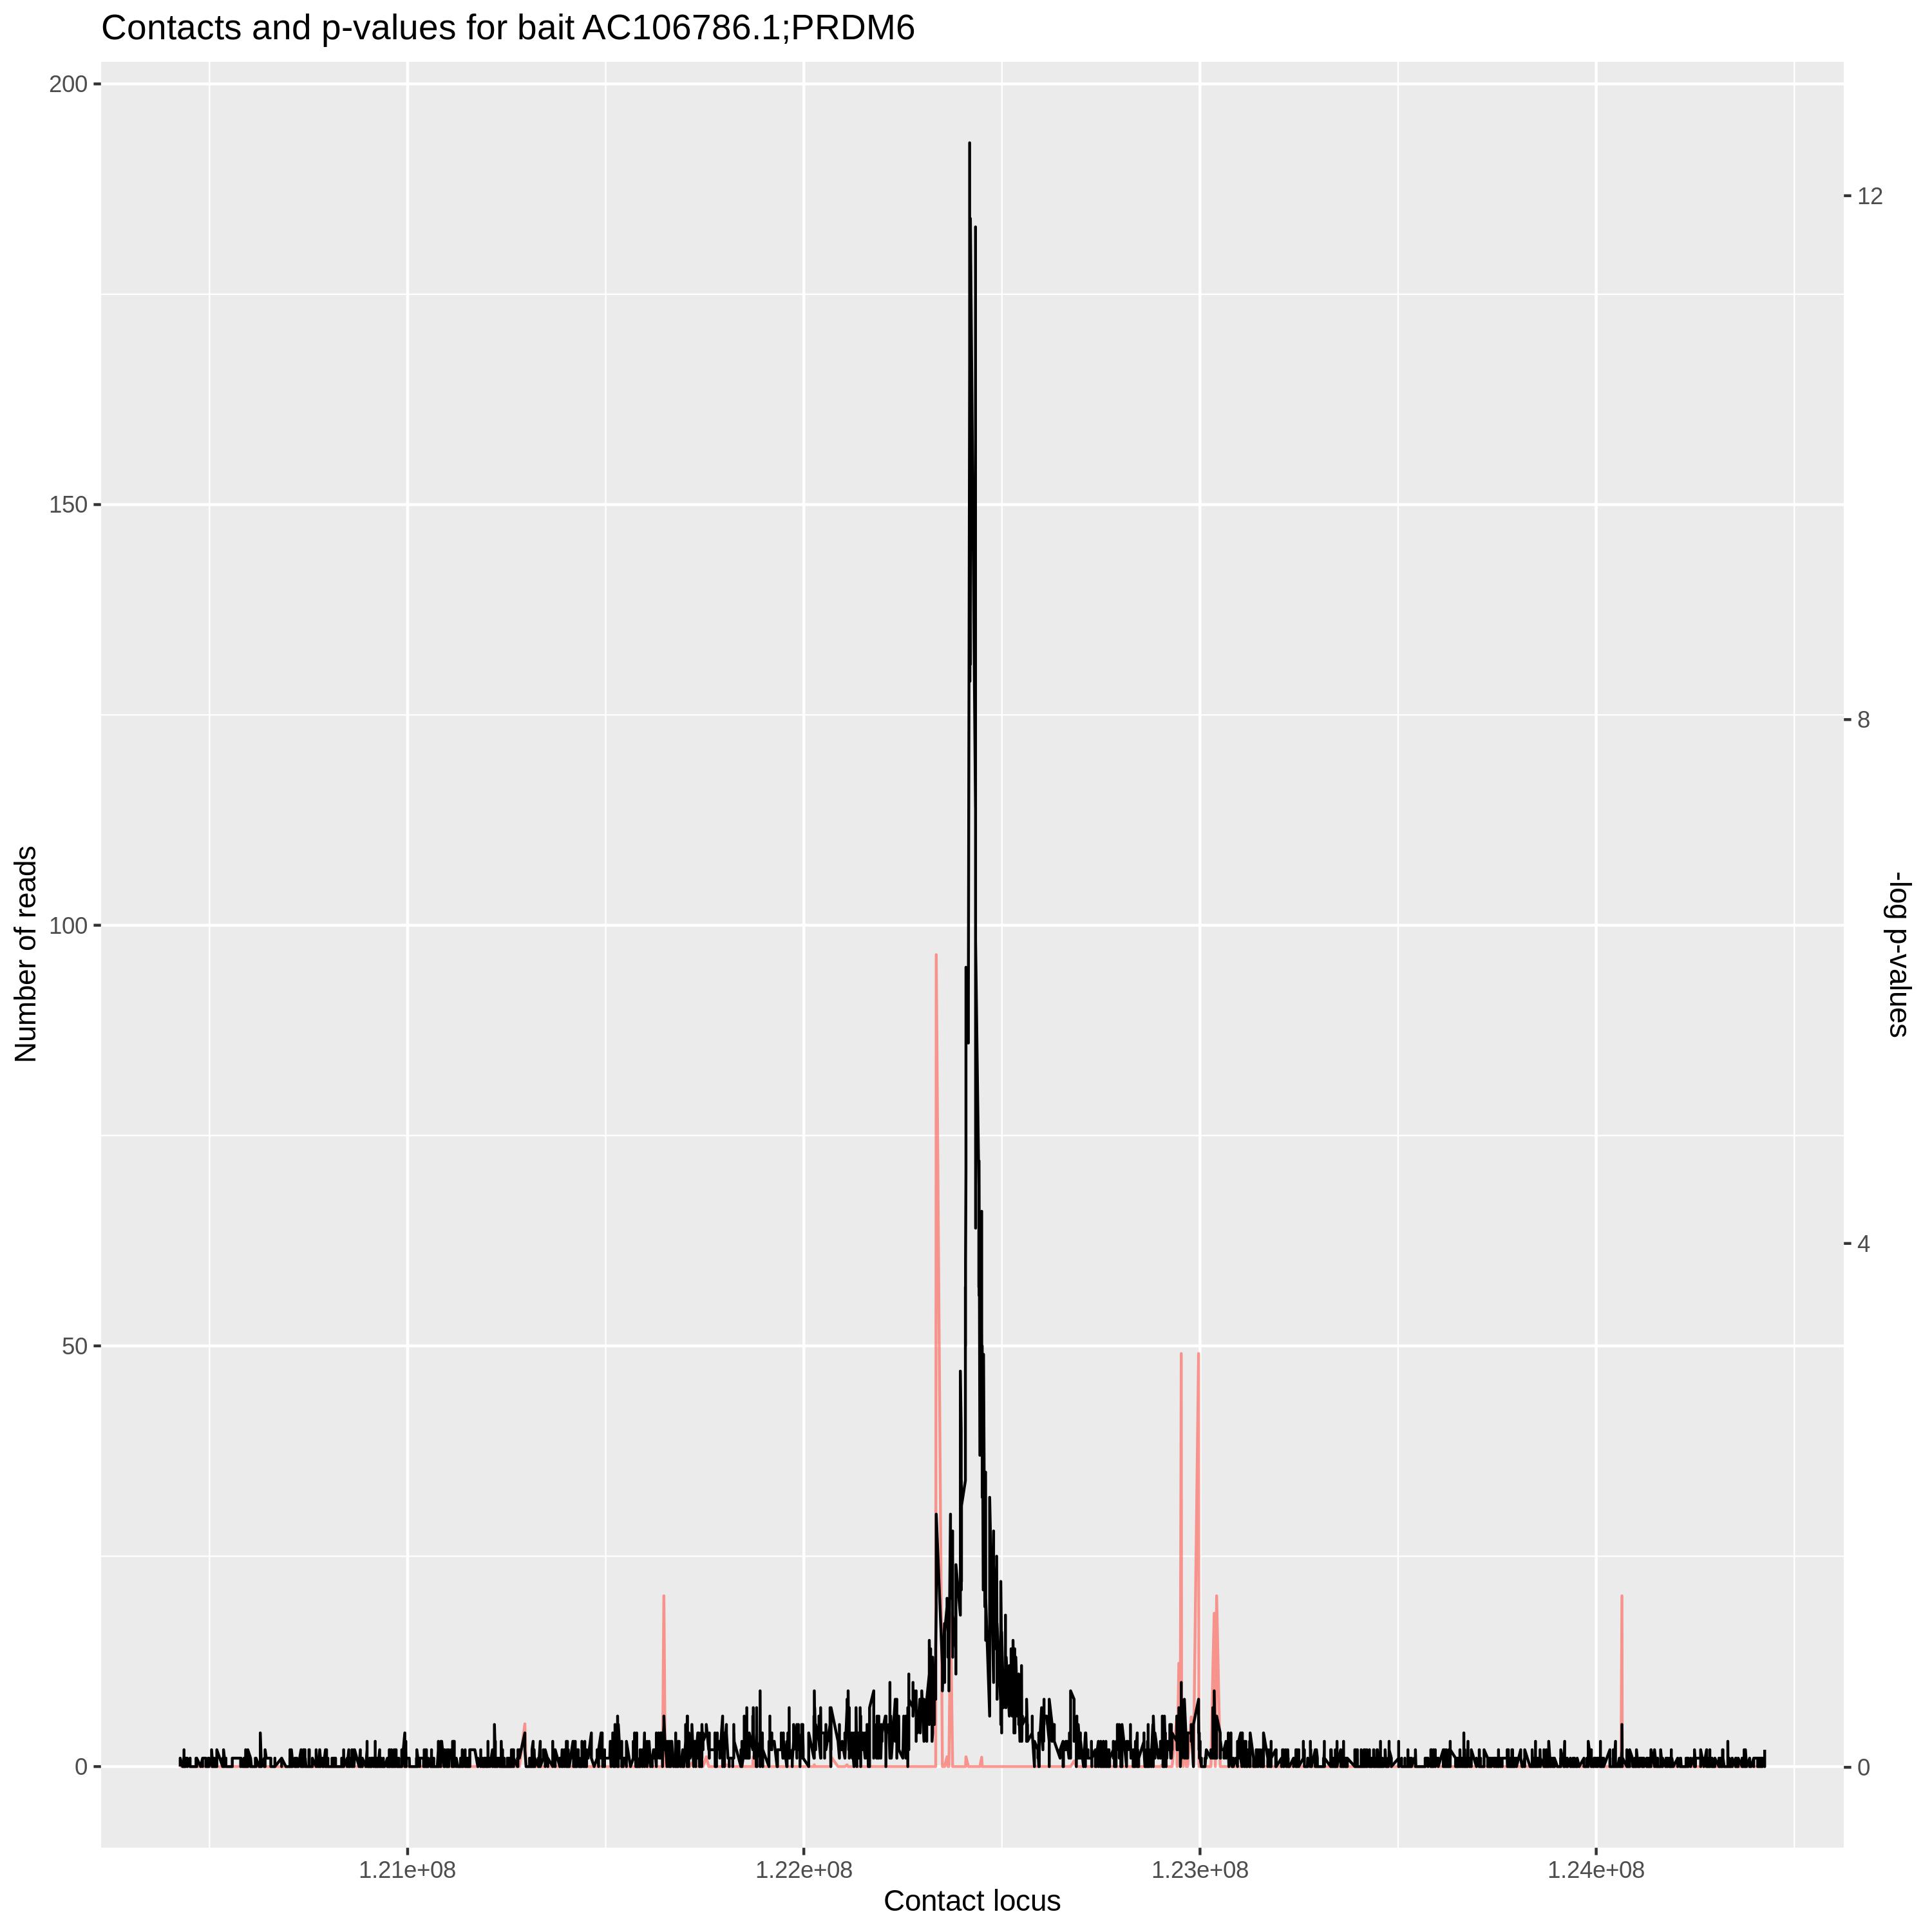 Contacts and p-values for bait AC106786.1;PRDM6
200
150
100
50
0
Number of reads
12
8
4
0
-log p-values
1.21e+08
1.22e+08
1.23e+08
1.24e+08
Contact locus